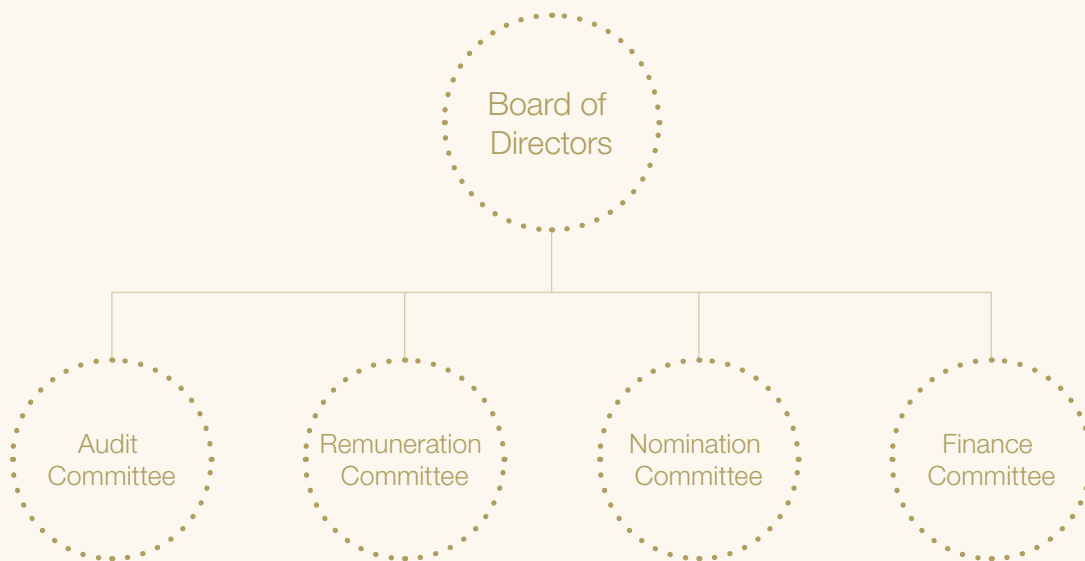 Board of
Directors
Audit
Committee
Remuneration
Committee
Nomination
Committee
Finance
Committee